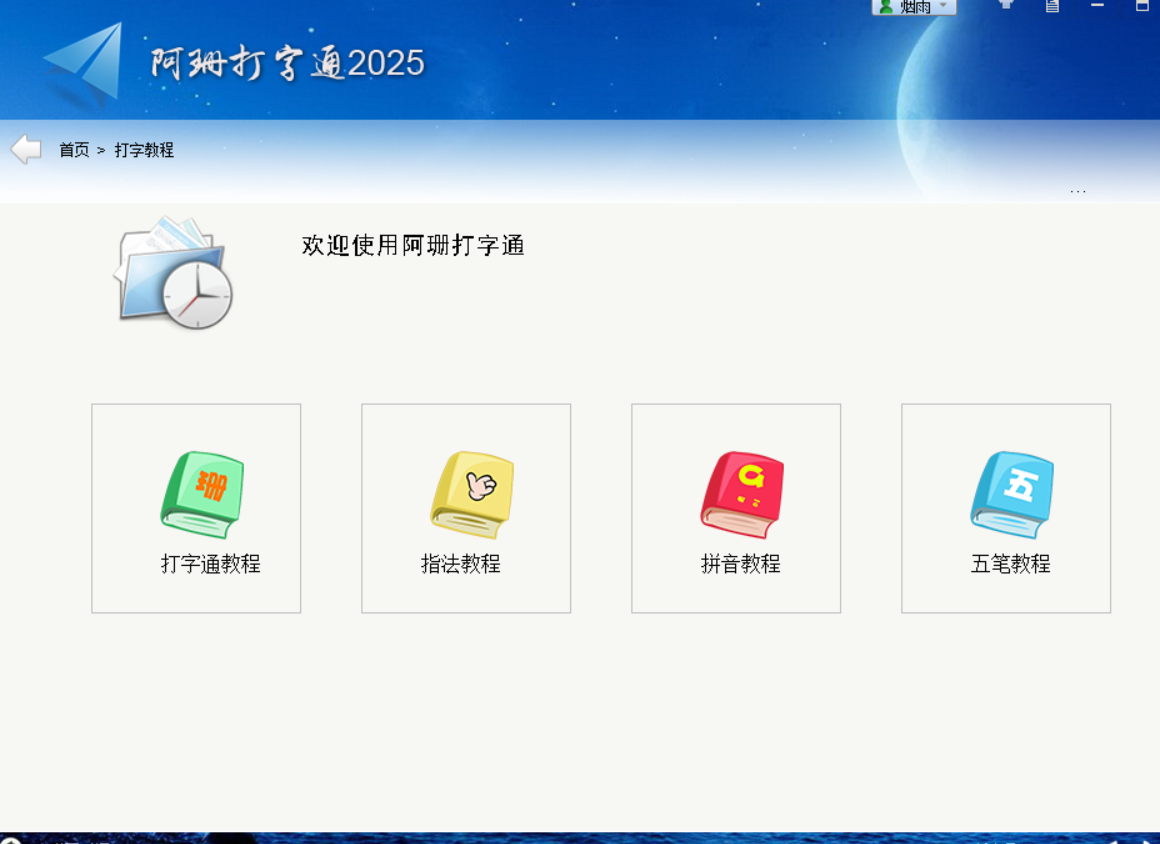 烟雨
阿珊打字通2025
首页 > 打字教程
...
欢迎使用阿珊打字通
珊
五
打字通教程
指法教程
拼音教程
五笔教程